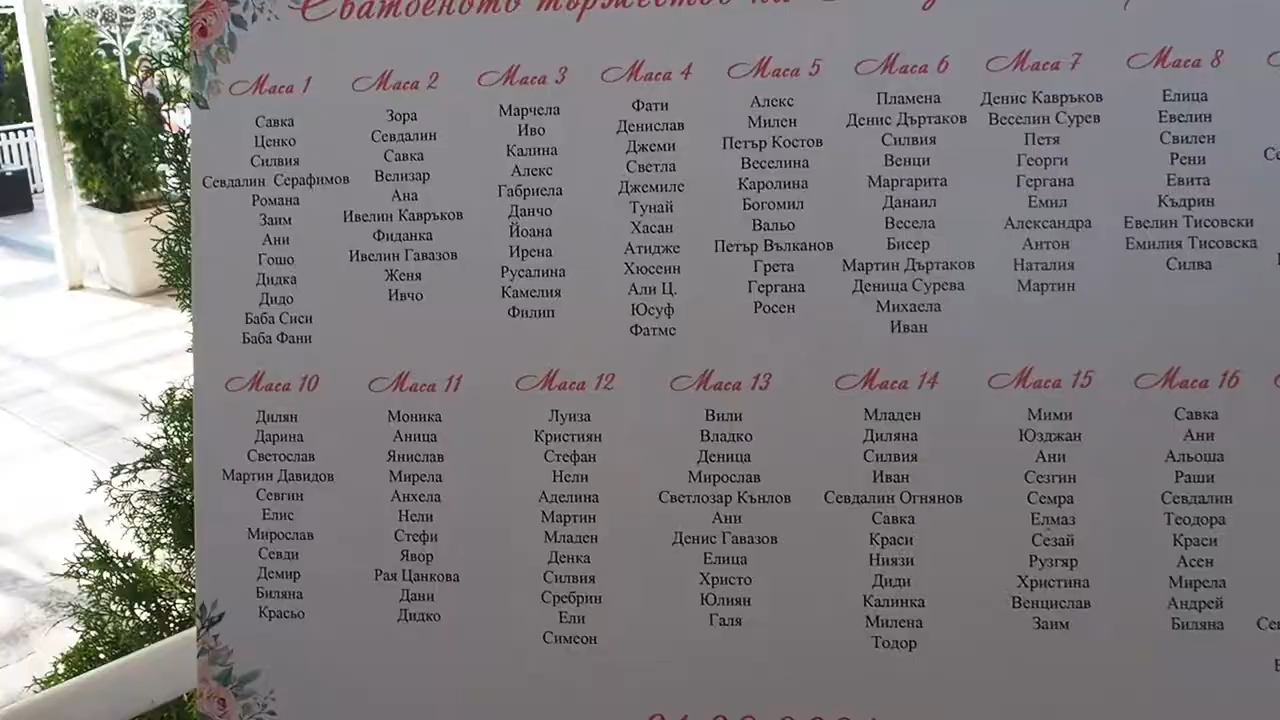 Сватбеното тържество на
Маса 1
Савка
Ценко
Силвия
Севдалин Серафимов
Романа
Заим
Ани
Гошо
Дидка
Дидо
Баба Сиси
Баба Фани
Маса 2
Зора
Севдалин
Савка
Велизар
Ана
Ивелин Кавръков
Фиданка
Ивелин Гавазов
Женя
Ивчо
Маса 3
Марчела
Иво
Калина
Алекс
Габриела
Данчо
Йоана
Ирена
Русалина
Камелия
Филип
Маса 4
Фати
Денислав
Джеми
Светла
Джемиле
Тунай
Хасан
Атидже
Хюсеин
Али Ц.
Юсуф
Фатме
Маса 5
Алекс
Милен
Петър Костов
Веселина
Каролина
Богомил
Вальо
Петър Вълканов
Грета
Гергана
Росен
Маса 6
Пламена
Денис Дъртаков
Силвия
Венци
Маргарита
Данаил
Весела
Бисер
Мартин Дъртаков
Деница Сурева
Михаела
Иван
Маса 7
Денис Кавръков
Веселин Сурев
Петя
Георги
Гергана
Емил
Александра
Антон
Наталия
Мартин
Маса 8
Елица
Евелин
Свилен
Рени
Евита
Къдрин
Евелин Тисовски
Емилия Тисовска
Силва
Маса 10
Дилян
Дарина
Светослав
Мартин Давидов
Севгин
Елис
Мирослав
Севди
Демир
Биляна
Красьо
Маса 11
Моника
Аница
Янислав
Мирела
Анхела
Нели
Стефи
Явор
Рая Цанкова
Дани
Дидко
Маса 12
Луиза
Кристиян
Стефан
Нели
Аделина
Мартин
Младен
Денка
Силвия
Сребрин
Ели
Симеон
Маса 13
Вили
Владко
Деница
Мирослав
Светлозар Кънлов
Ани
Денис Гавазов
Елица
Христо
Юлиян
Галя
Маса 14
Младен
Диляна
Силвия
Иван
Севдалин Огнянов
Савка
Краси
Ниязи
Диди
Калинка
Милена
Тодор
Маса 15
Мими
Юзджан
Ани
Сезгин
Семра
Елмаз
Сезай
Рузгяр
Христина
Венцислав
Заим
Маса 16
Савка
Ани
Альоша
Раши
Севдалин
Теодора
Краси
Асен
Мирела
Андрей
Биляна